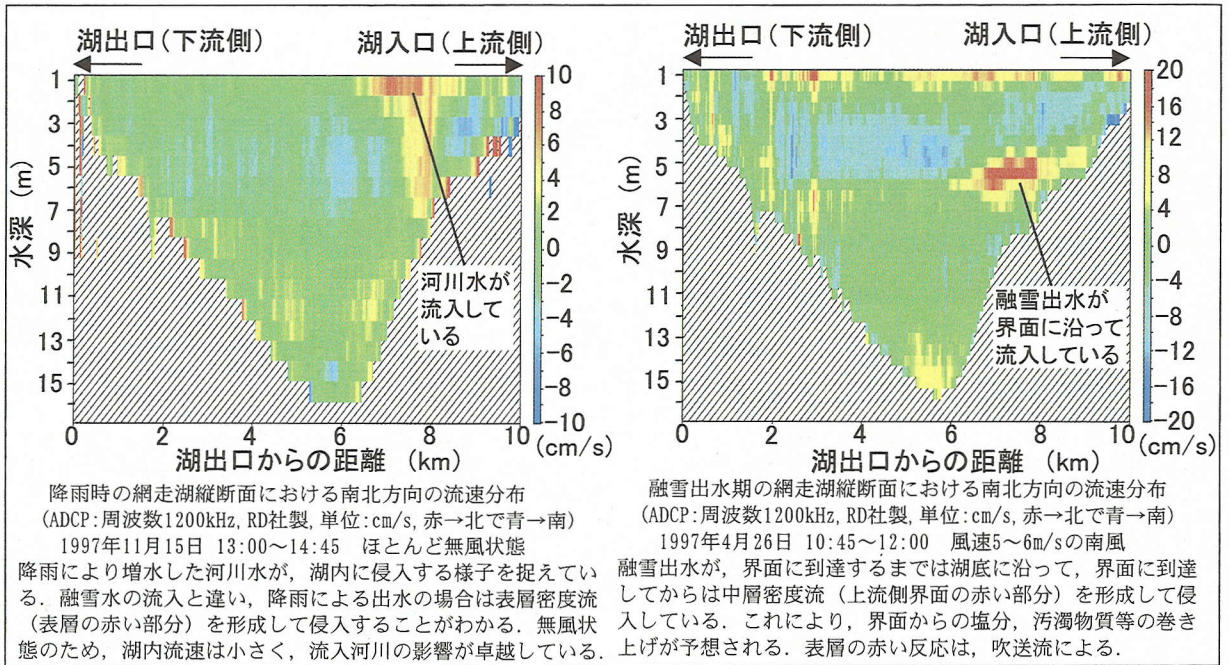 湖出口(下流側)
湖入口(上流側)
1
3
5
7
9
11
13
15
水深 (m)
10
8
6
4
2
0
−2
−4
−6
−8
−10
(cm/s)
河川水が
流入して
いる
0
2
4
6
8
10
湖出口からの距離 (km)
降雨時の網走湖縦断面における南北方向の流速分布
(ADCP:周波数1200kHz, RD社製, 単位:cm/s, 赤→北で青→南)
1997年11月15日 13:00〜14:45 ほとんど無風状態
降雨により増水した河川水が,湖内に侵入する様子を捉えてい
る.融雪水の流入と違い,降雨による出水の場合は表層密度流
(表層の赤い部分)を形成して侵入することがわかる.無風状
態のため,湖内流速は小さく,流入河川の影響が卓越している.
湖出口(下流側)
湖入口(上流側)
1
3
5
7
9
11
13
15
水深 (m)
20
16
12
8
4
0
−4
−8
−12
−16
−20
(cm/s)
融雪出水が
界面に沿って
流入している
0
2
4
6
8
10
湖出口からの距離 (km)
融雪出水期の網走湖縦断面における南北方向の流速分布
(ADCP:周波数1200kHz, RD社製, 単位:cm/s, 赤→北で青→南)
1997年4月26日 10:45〜12:00 風速5〜6m/sの南風
融雪出水が,界面に到達するまでは湖底に沿って,界面に到達
してからは中層密度流(上流側界面の赤い部分)を形成して侵
入している.これにより,界面からの塩分,汚濁物質等の巻き
上げが予想される.表層の赤い反応は,吹送流による.